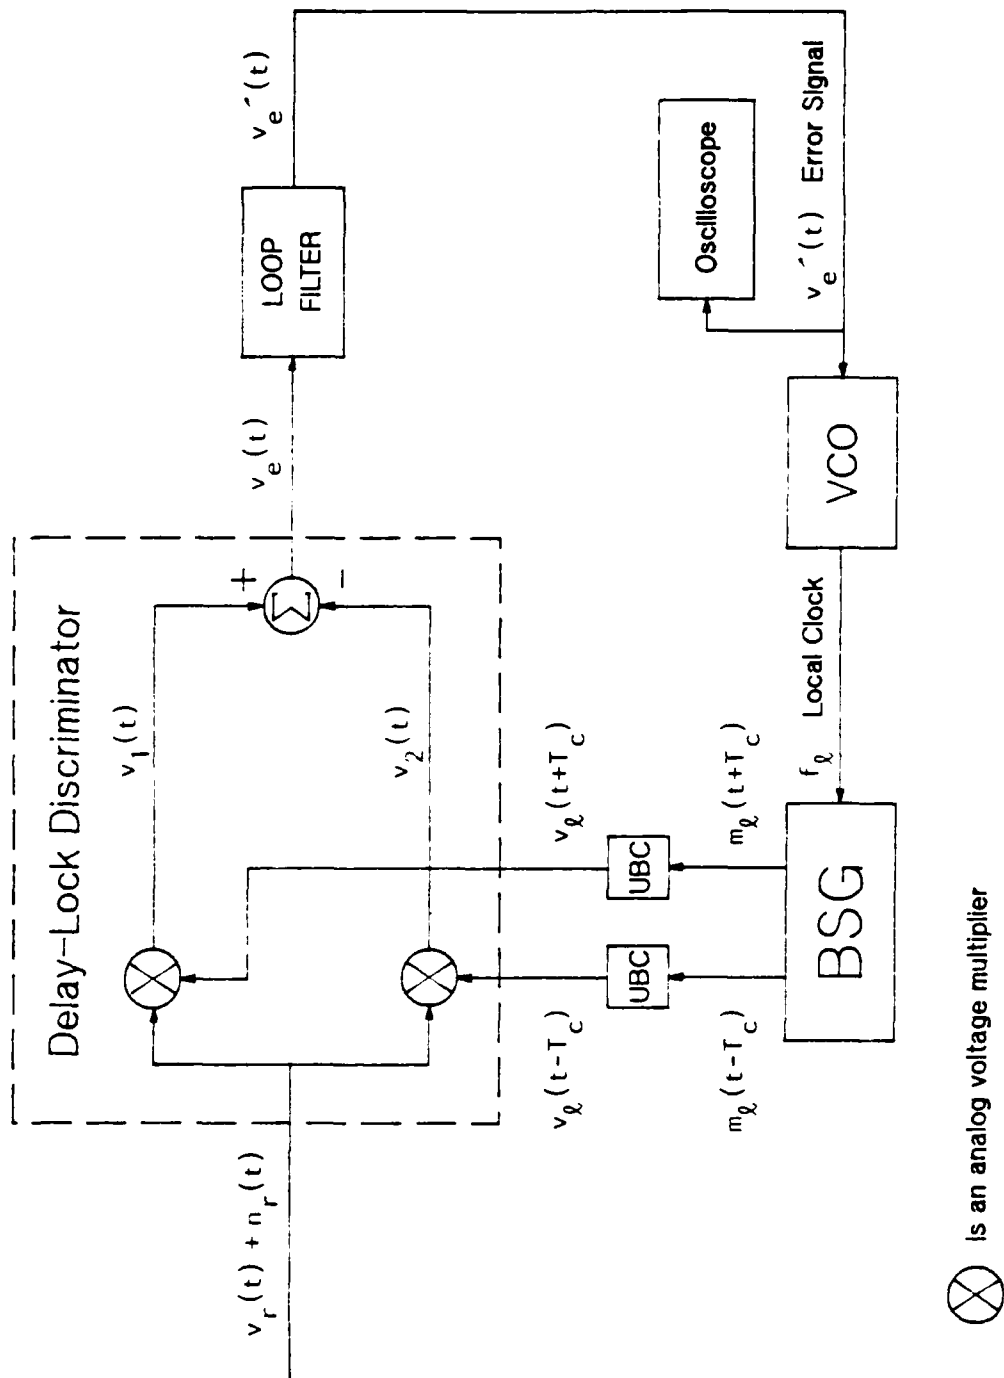 Delay-Lock Discriminator
v_r(t) + n_r(t)
v_1(t)
v_2(t)
+
Σ
-
v_e(t)
LOOP
FILTER
v_e´(t)
v_ℓ(t-T_c)
v_ℓ(t+T_c)
UBC
UBC
m_ℓ(t-T_c)
m_ℓ(t+T_c)
BSG
f_ℓ
Local Clock
VCO
Oscilloscope
v_e´(t) Error Signal
Is an analog voltage multiplier